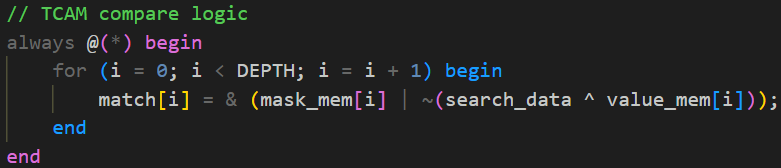 // TCAM compare logic
always @(*) begin
for (i = 0; i < DEPTH; i = i + 1) begin
match[i] = & (mask_mem[i] | ~(search_data ^ value_mem[i]));
end
end